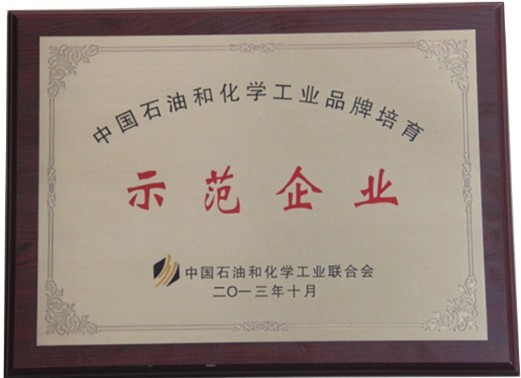 中国石油和化学工业品牌培育
示范企业
中国石油和化学工业联合会
二〇一三年十月